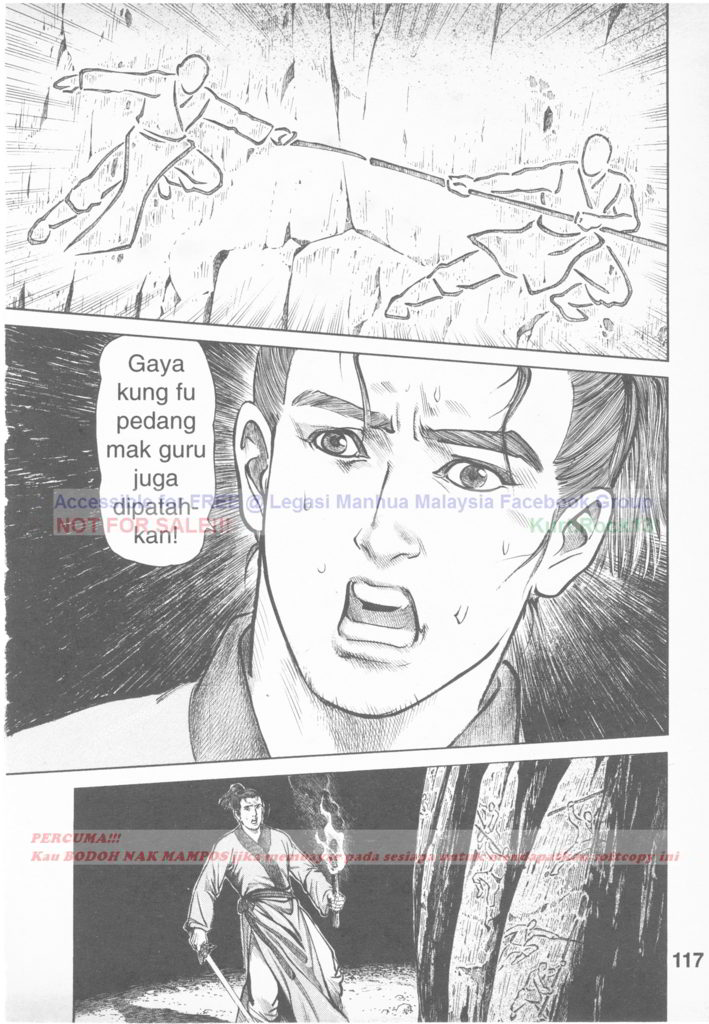 Gaya
kung fu
pedang
mak guru
juga
dipatah-
kan!
Accessible for FREE @ Legasi Manhua Malaysia Facebook Group
NOT FOR SALE!!!
PERCUMA!!!
Kau BODOH NAK MAMPOS jika membayar pada sesiapa untuk mendapatkan softcopy ini
117